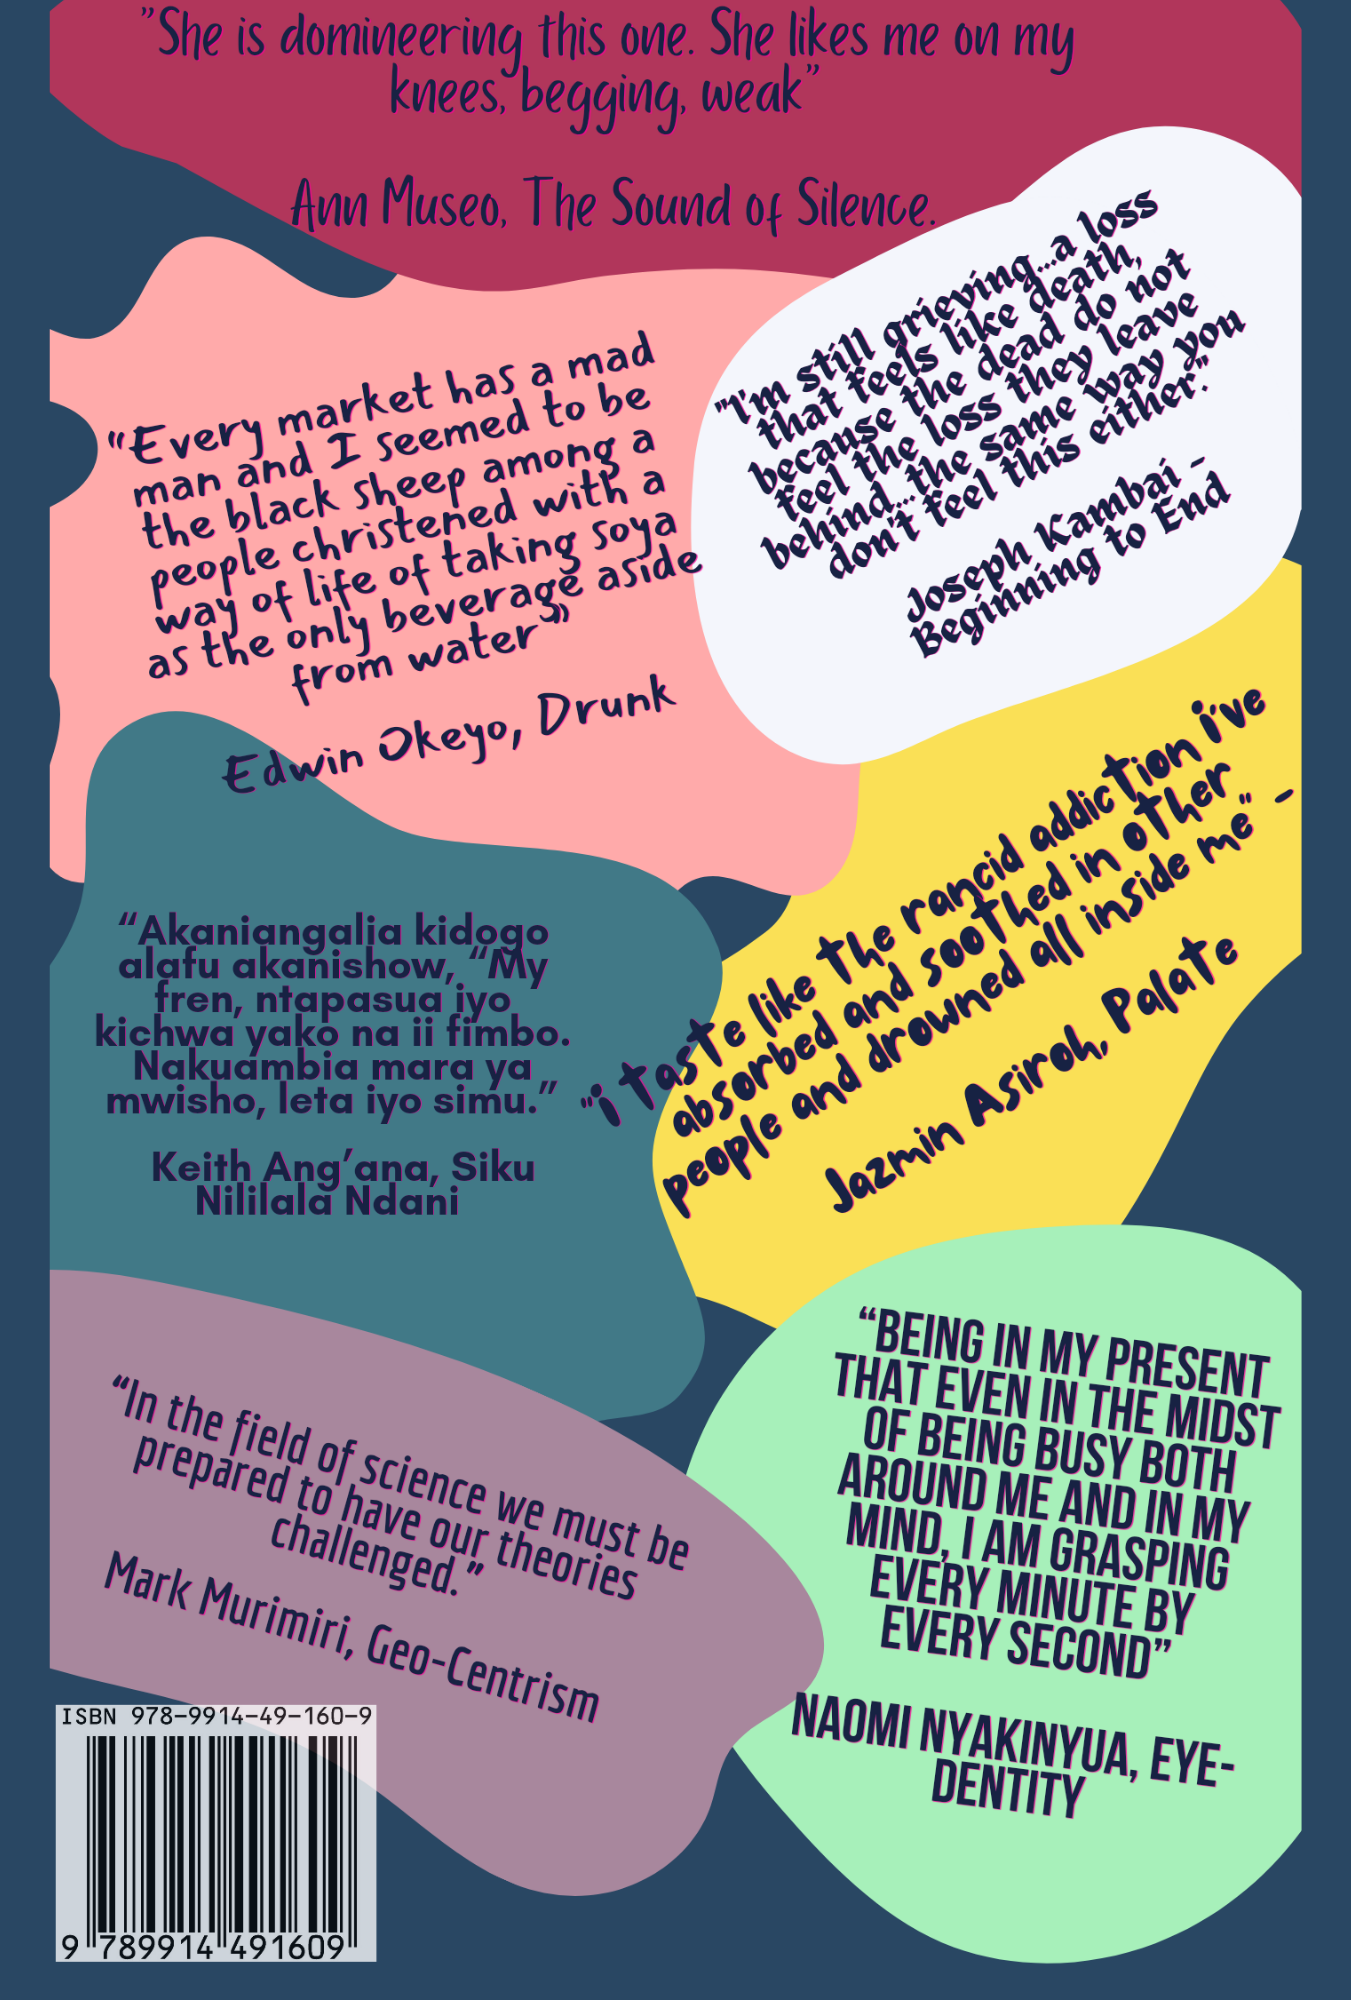 "She is domineering this one. She likes me on my
knees, begging, weak"
Ann Museo, The Sound of Silence.
"I'm still grieving...a loss
that feels like death,
because the dead do not
feel the loss they leave
behind...the same way you
don't feel this either."
Joseph Kambai -
Beginning to End
"Every market has a mad
man and I seemed to be
the black sheep among a
people christened with a
way of life of taking soya
as the only beverage aside
from water"”
Edwin Okeyo, Drunk
"i taste like the rancid addiction i've
absorbed and soothed in other
people and drowned all inside me" -
Jazmin Asiroh, Palate
“Akaniangalia kidogo
alafu akanishow, “My
fren, ntapasua iyo
kichwa yako na ii fimbo.
Nakuambia mara ya
mwisho, leta iyo simu.”
Keith Ang’ana, Siku
Nililala Ndani
“BEING IN MY PRESENT
THAT EVEN IN THE MIDST
OF BEING BUSY BOTH
AROUND ME AND IN MY
MIND, I AM GRASPING
EVERY MINUTE BY
EVERY SECOND”
NAOMI NYAKINYUA, EYE-
DENTITY
“In the field of science we must be
prepared to have our theories
challenged.”
Mark Murimiri, Geo-Centrism
ISBN 978-9914-49-160-9
9 789914 491609